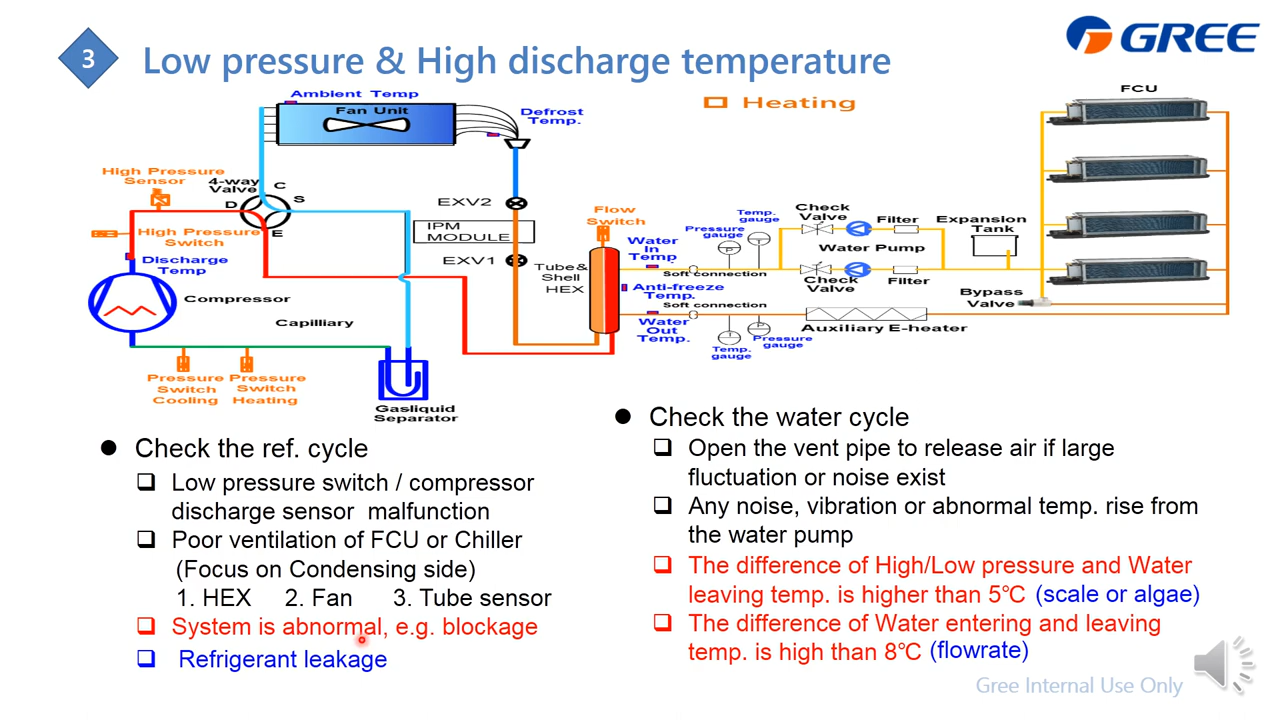 3
Low pressure & High discharge temperature
GREE
Ambient Temp
Fan Unit
Defrost
Temp.
Heating
FCU
High Pressure
Sensor
4-way
Valve
C
D
S
E
High Pressure
Switch
Discharge
Temp
Compressor
Capilliary
EXV2
IPM
MODULE
EXV1
Flow
Switch
Tube&
Shell
HEX
Water
In
Temp
Pressure
gauge
Temp.
gauge
P
T
Soft connection
Anti-freeze
Temp.
Soft connection
Water
Out
Temp.
T
P
Temp.
gauge
Pressure
gauge
Check
Valve
Filter
Water Pump
Check
Valve
Filter
Expansion
Tank
Bypass
Valve
Auxiliary E-heater
Pressure
Switch
Cooling
Pressure
Switch
Heating
Gasliquid
Separator
Check the ref. cycle
Low pressure switch / compressor
discharge sensor malfunction
Poor ventilation of FCU or Chiller
(Focus on Condensing side)
1. HEX 2. Fan 3. Tube sensor
System is abnormal, e.g. blockage
Refrigerant leakage
Check the water cycle
Open the vent pipe to release air if large
fluctuation or noise exist
Any noise, vibration or abnormal temp. rise from
the water pump
The difference of High/Low pressure and Water
leaving temp. is higher than 5℃ (scale or algae)
The difference of Water entering and leaving
temp. is high than 8℃ (flowrate)
Gree Internal Use Only